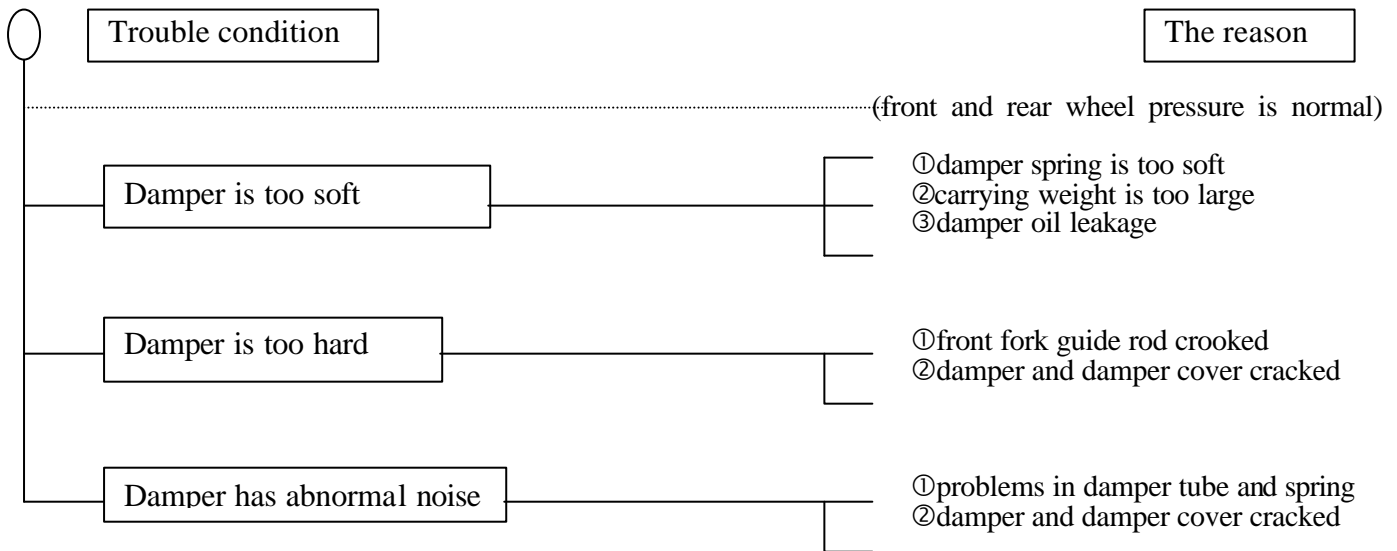 Trouble condition
The reason
(front and rear wheel pressure is normal)
Damper is too soft
①damper spring is too soft
②carrying weight is too large
③damper oil leakage
Damper is too hard
①front fork guide rod crooked
②damper and damper cover cracked
Damper has abnormal noise
①problems in damper tube and spring
②damper and damper cover cracked